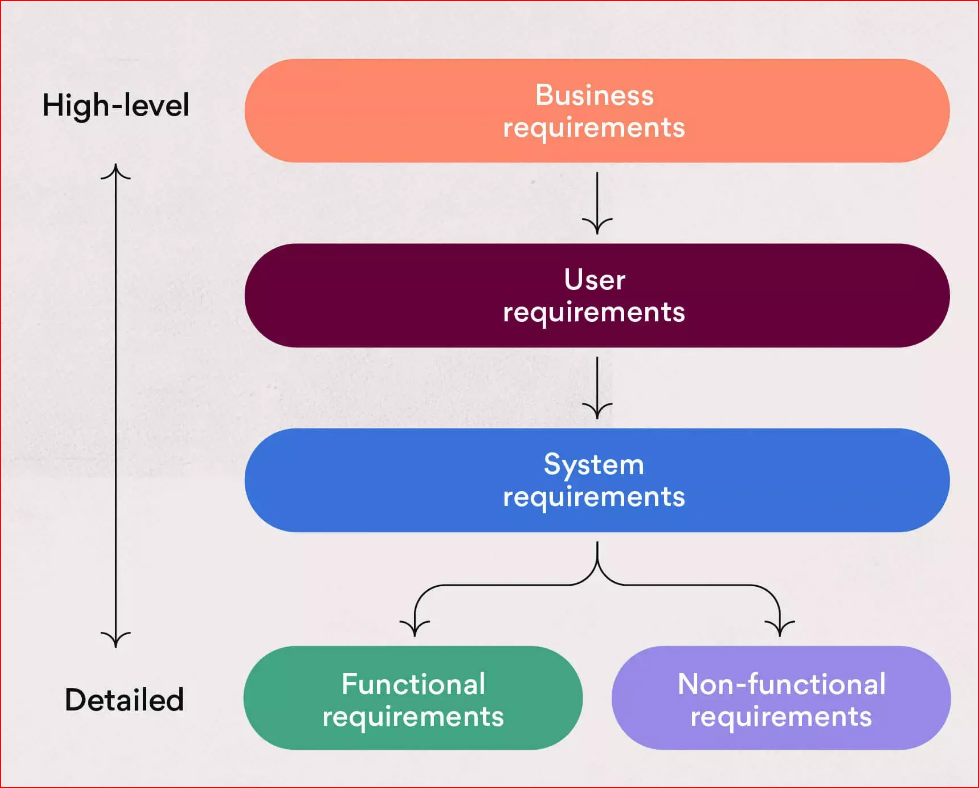 High-level
Business
requirements
User
requirements
System
requirements
Detailed
Functional
requirements
Non-functional
requirements